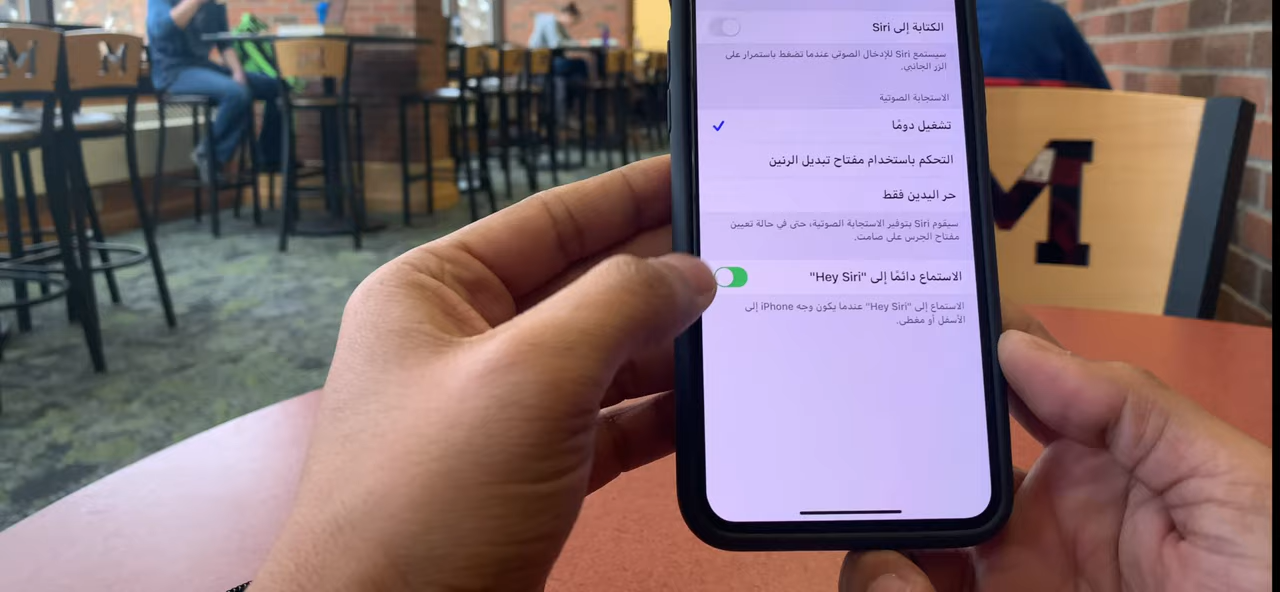 الكتابة إلى Siri
سيستمع Siri للإدخال الصوتي عندما تضغط باستمرار على
الزر الجانبي.
الاستجابة الصوتية
تشغيل دومًا
التحكم باستخدام مفتاح تبديل الرنين
حر اليدين فقط
سيقوم Siri بتوفير الاستجابة الصوتية، حتى في حالة تعيين
مفتاح الجرس على صامت.
الاستماع دائمًا إلى "Hey Siri"
الاستماع إلى "Hey Siri" عندما يكون وجه iPhone إلى
الأسفل أو مغطى.
M
M
M
M